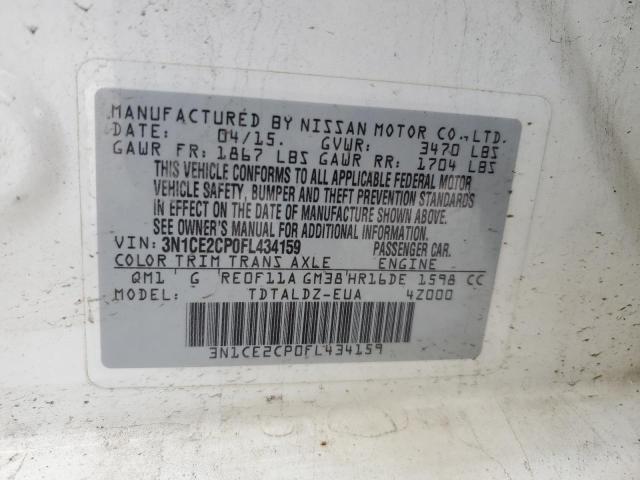 MANUFACTURED BY NISSAN MOTOR CO., LTD.
DATE: 04/15. GVWR: 3470 LBS
GAWR FR: 1867 LBS GAWR RR: 1704 LBS
THIS VEHICLE CONFORMS TO ALL APPLICABLE FEDERAL MOTOR
VEHICLE SAFETY, BUMPER AND THEFT PREVENTION STANDARDS
IN EFFECT ON THE DATE OF MANUFACTURE SHOWN ABOVE.
SEE OWNER'S MANUAL FOR ADDITIONAL INFORMATION.
VIN: 3N1CE2CP0FL434159 PASSENGER CAR.
COLOR TRIM TRANS AXLE ENGINE
QM1 G RE0F11A GM38 HR16DE 1598 CC
MODEL: TDTALDZ-EUA 4Z000
3N1CE2CP0FL434159